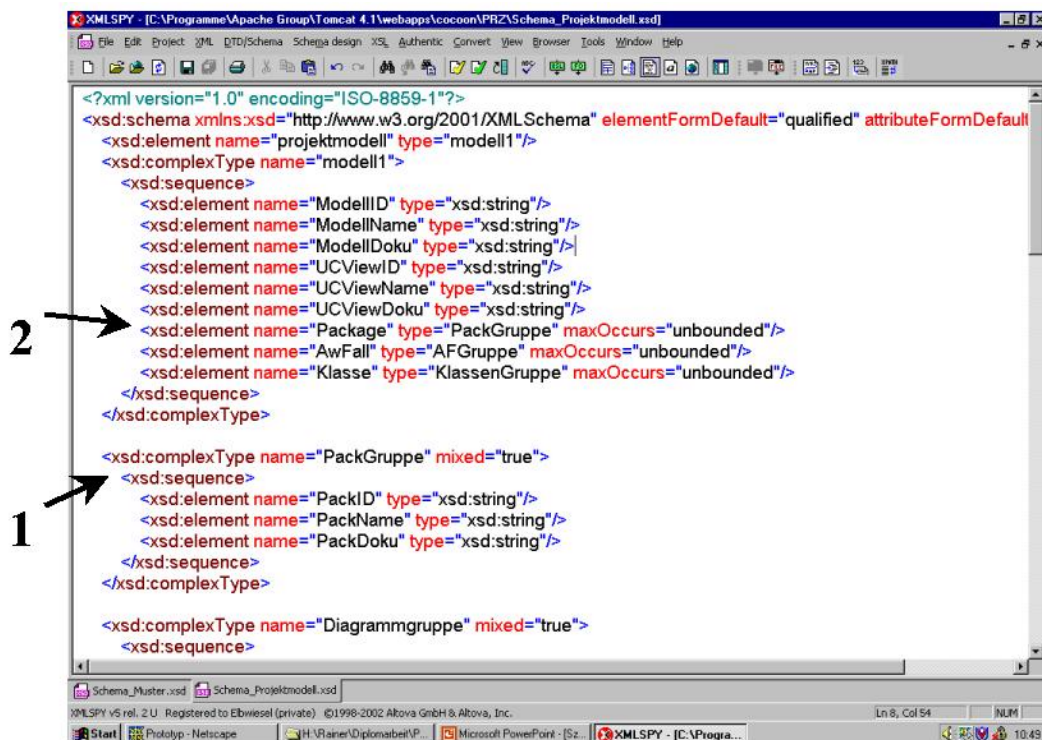 XMLSPY - [C:\Programme\Apache Group\Tomcat 4.1\webapps\cocoon\PRZ\Schema_Projektmodell.xsd]
File Edit Project XML DTD/Schema Schema design XSL Authentic Convert View Browser Tools Window Help
<?xml version="1.0" encoding="ISO-8859-1"?>
<xsd:schema xmlns:xsd="http://www.w3.org/2001/XMLSchema" elementFormDefault="qualified" attributeFormDefault
<xsd:element name="projektmodell" type="modell1"/>
<xsd:complexType name="modell1">
<xsd:sequence>
<xsd:element name="ModellID" type="xsd:string"/>
<xsd:element name="ModellName" type="xsd:string"/>
<xsd:element name="ModellDoku" type="xsd:string"/>
<xsd:element name="UCViewID" type="xsd:string"/>
<xsd:element name="UCViewName" type="xsd:string"/>
<xsd:element name="UCViewDoku" type="xsd:string"/>
2 <xsd:element name="Package" type="PackGruppe" maxOccurs="unbounded"/>
<xsd:element name="AwFall" type="AFGruppe" maxOccurs="unbounded"/>
<xsd:element name="Klasse" type="KlassenGruppe" maxOccurs="unbounded"/>
</xsd:sequence>
</xsd:complexType>
<xsd:complexType name="PackGruppe" mixed="true">
1 <xsd:sequence>
<xsd:element name="PackID" type="xsd:string"/>
<xsd:element name="PackName" type="xsd:string"/>
<xsd:element name="PackDoku" type="xsd:string"/>
</xsd:sequence>
</xsd:complexType>
<xsd:complexType name="Diagrammgruppe" mixed="true">
<xsd:sequence>
Schema_Muster.xsd Schema_Projektmodell.xsd
XMLSPY v5 rel. 2 U Registered to Elbwiesel (private) ©1998-2002 Altova GmbH & Altova, Inc. Ln 8, Col 54 NUM
Start Prototyp - Netscape H:\Rainer\Diplomarbeit\P... Microsoft PowerPoint - [Sz... XMLSPY - [C:\Progra... 10:49